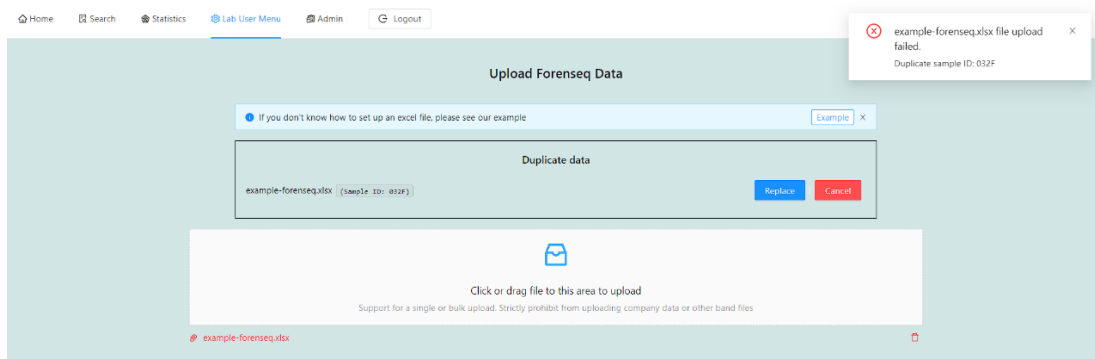 Home Search Statistics Lab User Menu Admin Logout
example-forenseq.xlsx file upload
failed.
Duplicate sample ID: 032F
Upload Forenseq Data
If you don't know how to set up an excel file, please see our example Example
Duplicate data
example-forenseq.xlsx (Sample ID: 032F) Replace Cancel
Click or drag file to this area to upload
Support for a single or bulk upload. Strictly prohibit from uploading company data or other band files
example-forenseq.xlsx